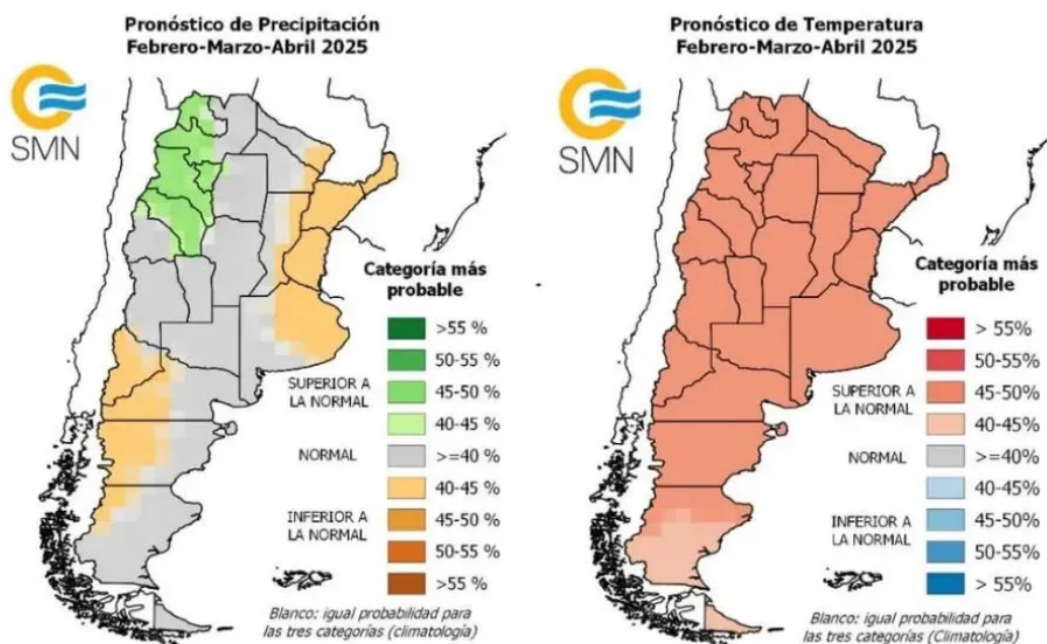 Pronóstico de Precipitación
Febrero-Marzo-Abril 2025
SMN
Categoría más
probable
>55 %
50-55 %
SUPERIOR A
LA NORMAL
45-50 %
40-45 %
NORMAL
>=40 %
40-45 %
INFERIOR A
LA NORMAL
45-50 %
50-55 %
>55 %
Blanco: igual probabilidad para
las tres categorías (climatología)
Pronóstico de Temperatura
Febrero-Marzo-Abril 2025
SMN
Categoría más
probable
> 55%
50-55%
SUPERIOR A
LA NORMAL
45-50%
40-45%
NORMAL
>=40%
40-45%
INFERIOR A
LA NORMAL
45-50%
50-55%
> 55%
Blanco: igual probabilidad para
las tres categorías (Climatología)